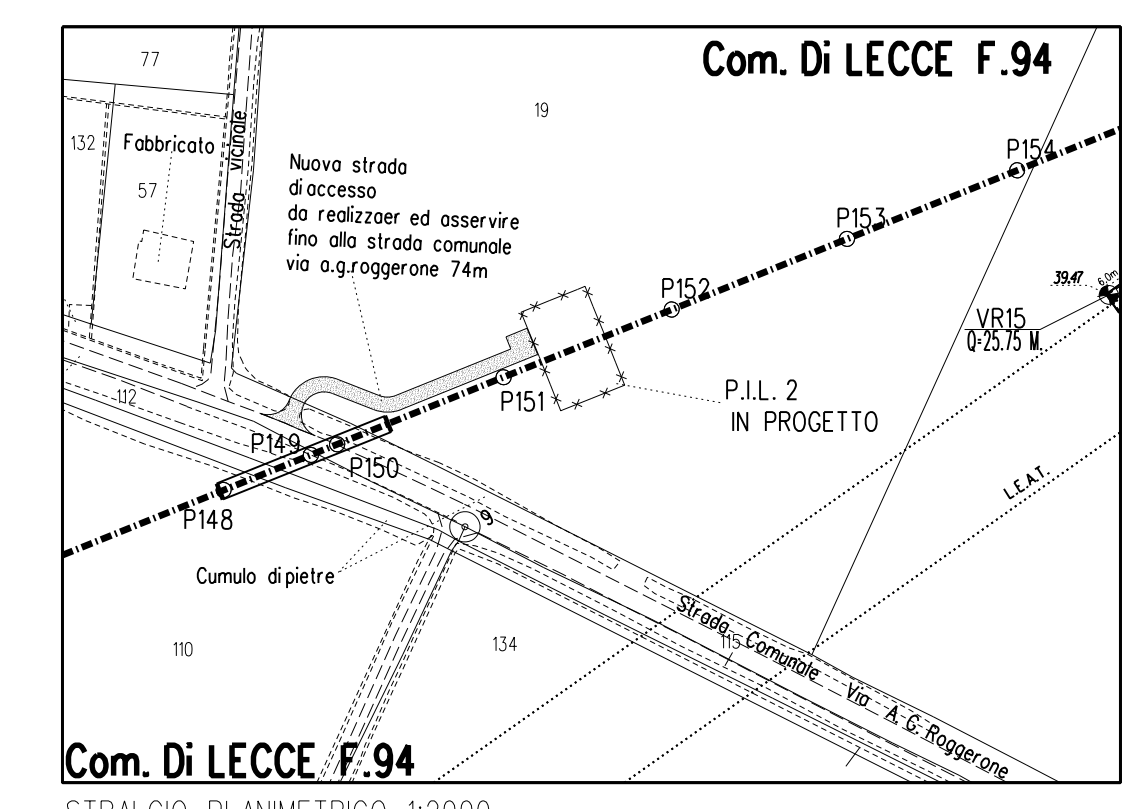 Com. Di LECCE F.94
77
19
132
Fabbricato
57
Strada vicinale
Nuova strada
di accesso
da realizzaer ed asservire
fino alla strada comunale
via a.g.roggerone 74m
P154
P153
P152
39.47
6.0m
VR15
Q=25.75 M.
P151
P.I.L. 2
IN PROGETTO
112
P149
P150
P148
9
L.E.A.T.
Cumulo di pietre
110
134
115
Strada Comunale Via A. G. Roggerone
Com. Di LECCE F.94
STRALCIO PLANIMETRICO 1:2000